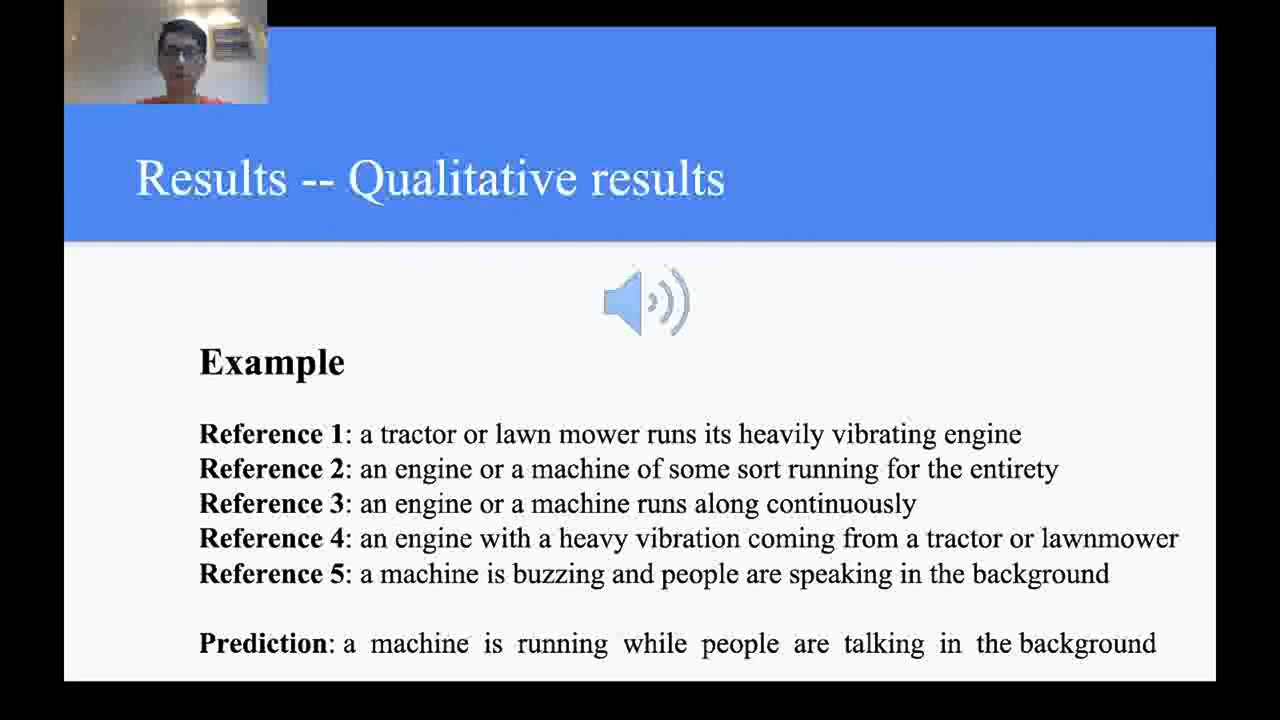 Results -- Qualitative results
Example
Reference 1: a tractor or lawn mower runs its heavily vibrating engine
Reference 2: an engine or a machine of some sort running for the entirety
Reference 3: an engine or a machine runs along continuously
Reference 4: an engine with a heavy vibration coming from a tractor or lawnmower
Reference 5: a machine is buzzing and people are speaking in the background
Prediction: a machine is running while people are talking in the background